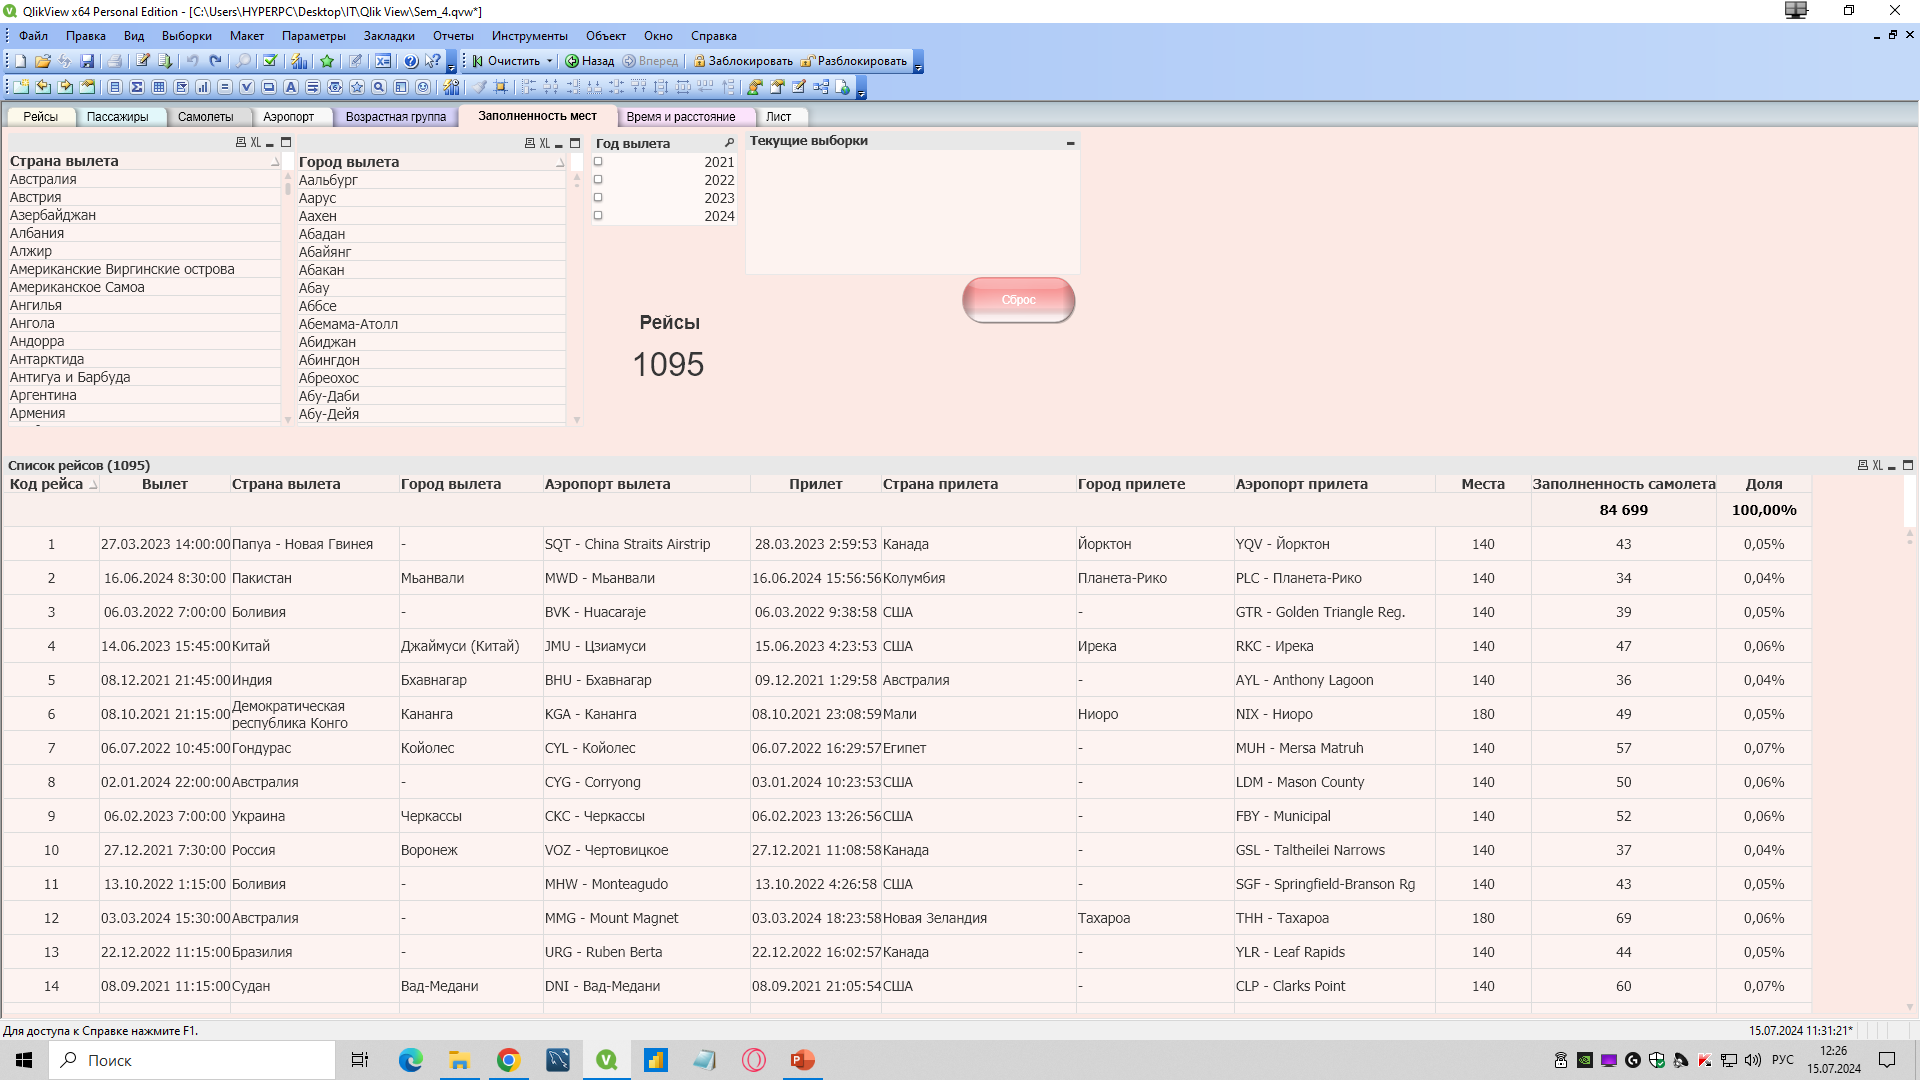 QlikView x64 Personal Edition - [C:\Users\HYPERPC\Desktop\IT\Qlik View\Sem_4.qvw*]
Файл Правка Вид Выборки Макет Параметры Закладки Отчеты Инструменты Объект Окно Справка
Очистить Назад Вперед Заблокировать Разблокировать
Рейсы Пассажиры Самолеты Аэропорт Возрастная группа Заполненность мест Время и расстояние Лист
XL
Страна вылета
Австралия
Австрия
Азербайджан
Албания
Алжир
Американские Виргинские острова
Американское Самоа
Ангилья
Ангола
Андорра
Антарктида
Антигуа и Барбуда
Аргентина
Армения
XL
Город вылета
Аальбург
Аарус
Аахен
Абадан
Абайянг
Абакан
Абау
Аббсе
Абемама-Атолл
Абиджан
Абингдон
Абреохос
Абу-Даби
Абу-Дейя
Год вылета
2021
2022
2023
2024
Текущие выборки
Сброс
Рейсы
1095
Список рейсов (1095) XL
Код рейса Вылет Страна вылета Город вылета Аэропорт вылета Прилет Страна прилета Город прилете Аэропорт прилета Места Заполненность самолета Доля
84 699 100,00%
1 27.03.2023 14:00:00 Папуа - Новая Гвинея - SQT - China Straits Airstrip 28.03.2023 2:59:53 Канада Йорктон YQV - Йорктон 140 43 0,05%
2 16.06.2024 8:30:00 Пакистан Мьанвали MWD - Мьанвали 16.06.2024 15:56:56 Колумбия Планета-Рико PLC - Планета-Рико 140 34 0,04%
3 06.03.2022 7:00:00 Боливия - BVK - Huacaraje 06.03.2022 9:38:58 США - GTR - Golden Triangle Reg. 140 39 0,05%
4 14.06.2023 15:45:00 Китай Джаймуси (Китай) JMU - Цзиамуси 15.06.2023 4:23:53 США Ирека RKC - Ирека 140 47 0,06%
5 08.12.2021 21:45:00 Индия Бхавнагар BHU - Бхавнагар 09.12.2021 1:29:58 Австралия - AYL - Anthony Lagoon 140 36 0,04%
6 08.10.2021 21:15:00 Демократическая республика Конго Кананга KGA - Кананга 08.10.2021 23:08:59 Мали Ниоро NIX - Ниоро 180 49 0,05%
7 06.07.2022 10:45:00 Гондурас Койолес CYL - Койолес 06.07.2022 16:29:57 Египет - MUH - Mersa Matruh 140 57 0,07%
8 02.01.2024 22:00:00 Австралия - CYG - Corryong 03.01.2024 10:23:53 США - LDM - Mason County 140 50 0,06%
9 06.02.2023 7:00:00 Украина Черкассы CKC - Черкассы 06.02.2023 13:26:56 США - FBY - Municipal 140 52 0,06%
10 27.12.2021 7:30:00 Россия Воронеж VOZ - Чертовицкое 27.12.2021 11:08:58 Канада - GSL - Taltheilei Narrows 140 37 0,04%
11 13.10.2022 1:15:00 Боливия - MHW - Monteagudo 13.10.2022 4:26:58 США - SGF - Springfield-Branson Rg 140 43 0,05%
12 03.03.2024 15:30:00 Австралия - MMG - Mount Magnet 03.03.2024 18:23:58 Новая Зеландия Тахароа THH - Тахароа 180 69 0,06%
13 22.12.2022 11:15:00 Бразилия - URG - Ruben Berta 22.12.2022 16:02:57 Канада - YLR - Leaf Rapids 140 44 0,05%
14 08.09.2021 11:15:00 Судан Вад-Медани DNI - Вад-Медани 08.09.2021 21:05:54 США - CLP - Clarks Point 140 60 0,07%
Для доступа к Справке нажмите F1. 15.07.2024 11:31:21*
Поиск РУС 12:26
15.07.2024